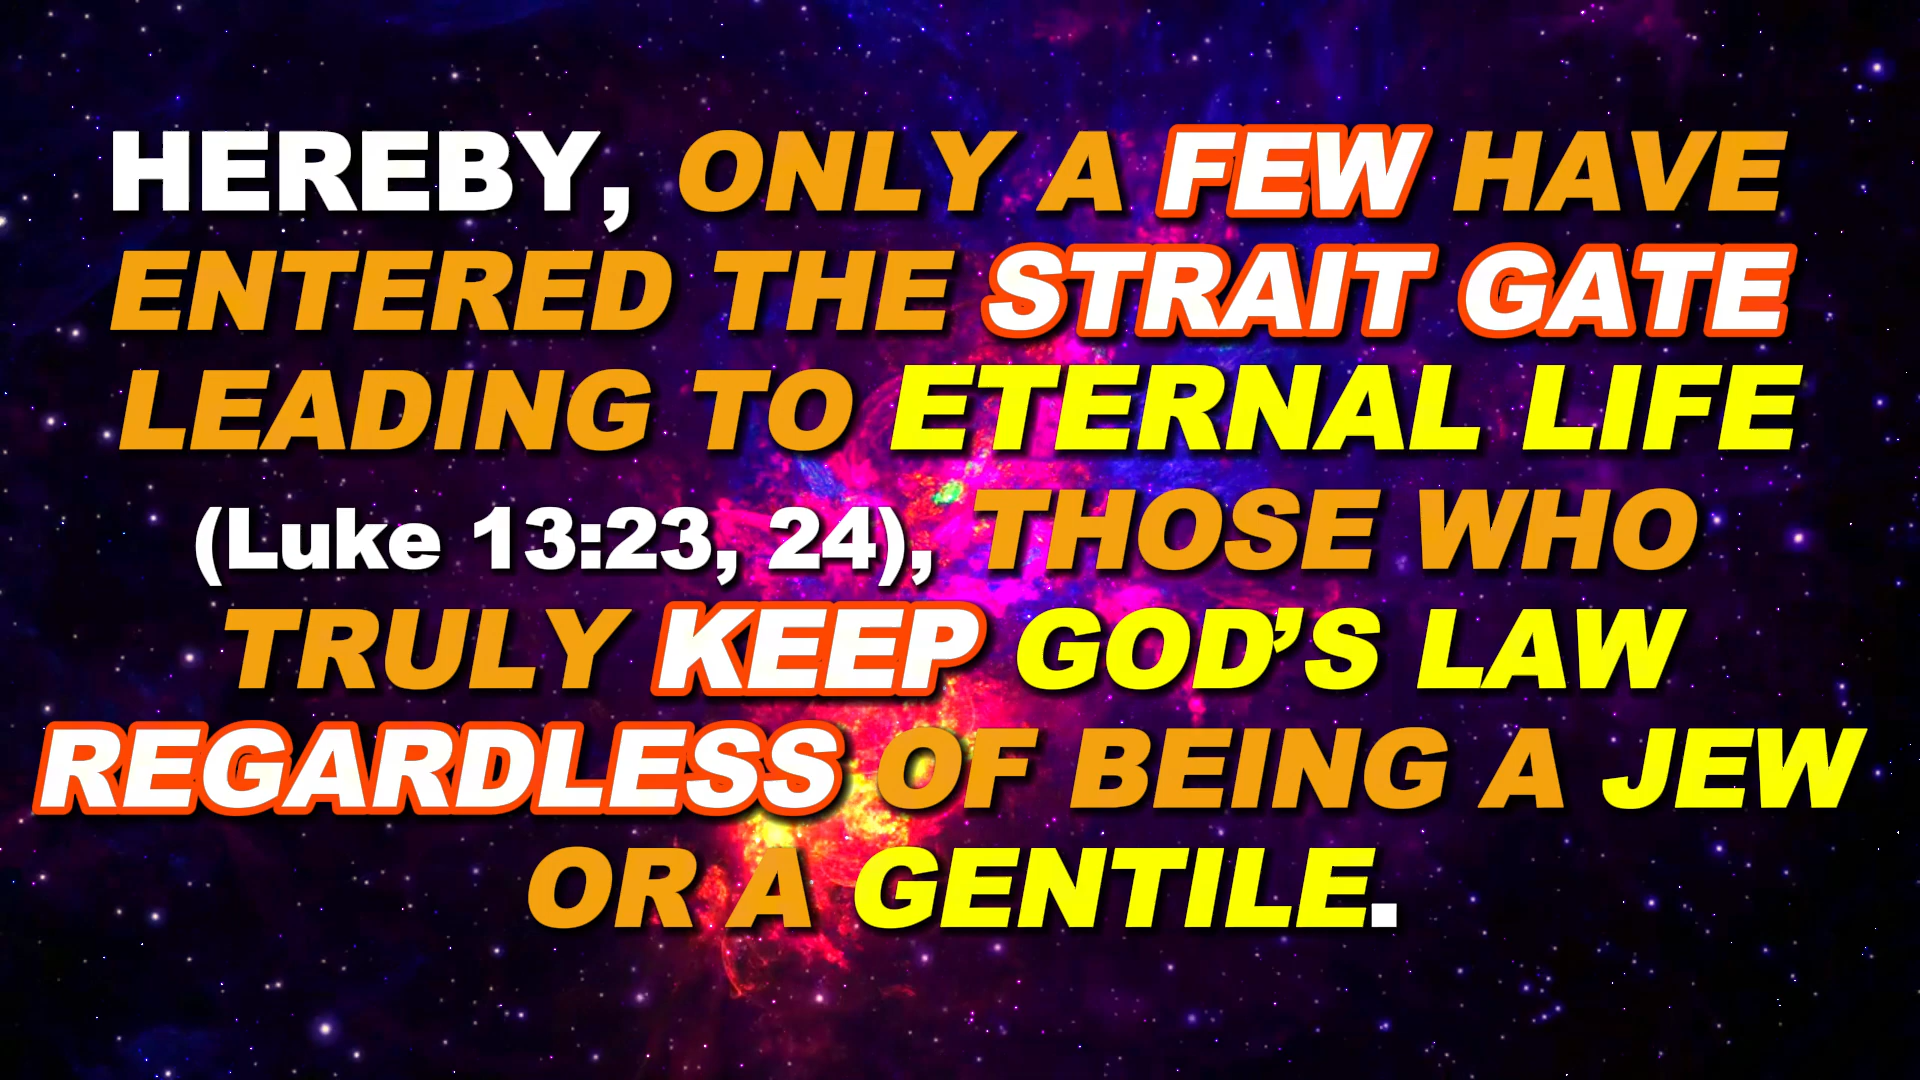 HEREBY, ONLY A FEW HAVE
ENTERED THE STRAIT GATE
LEADING TO ETERNAL LIFE
(Luke 13:23, 24), THOSE WHO
TRULY KEEP GOD’S LAW
REGARDLESS OF BEING A JEW
OR A GENTILE.